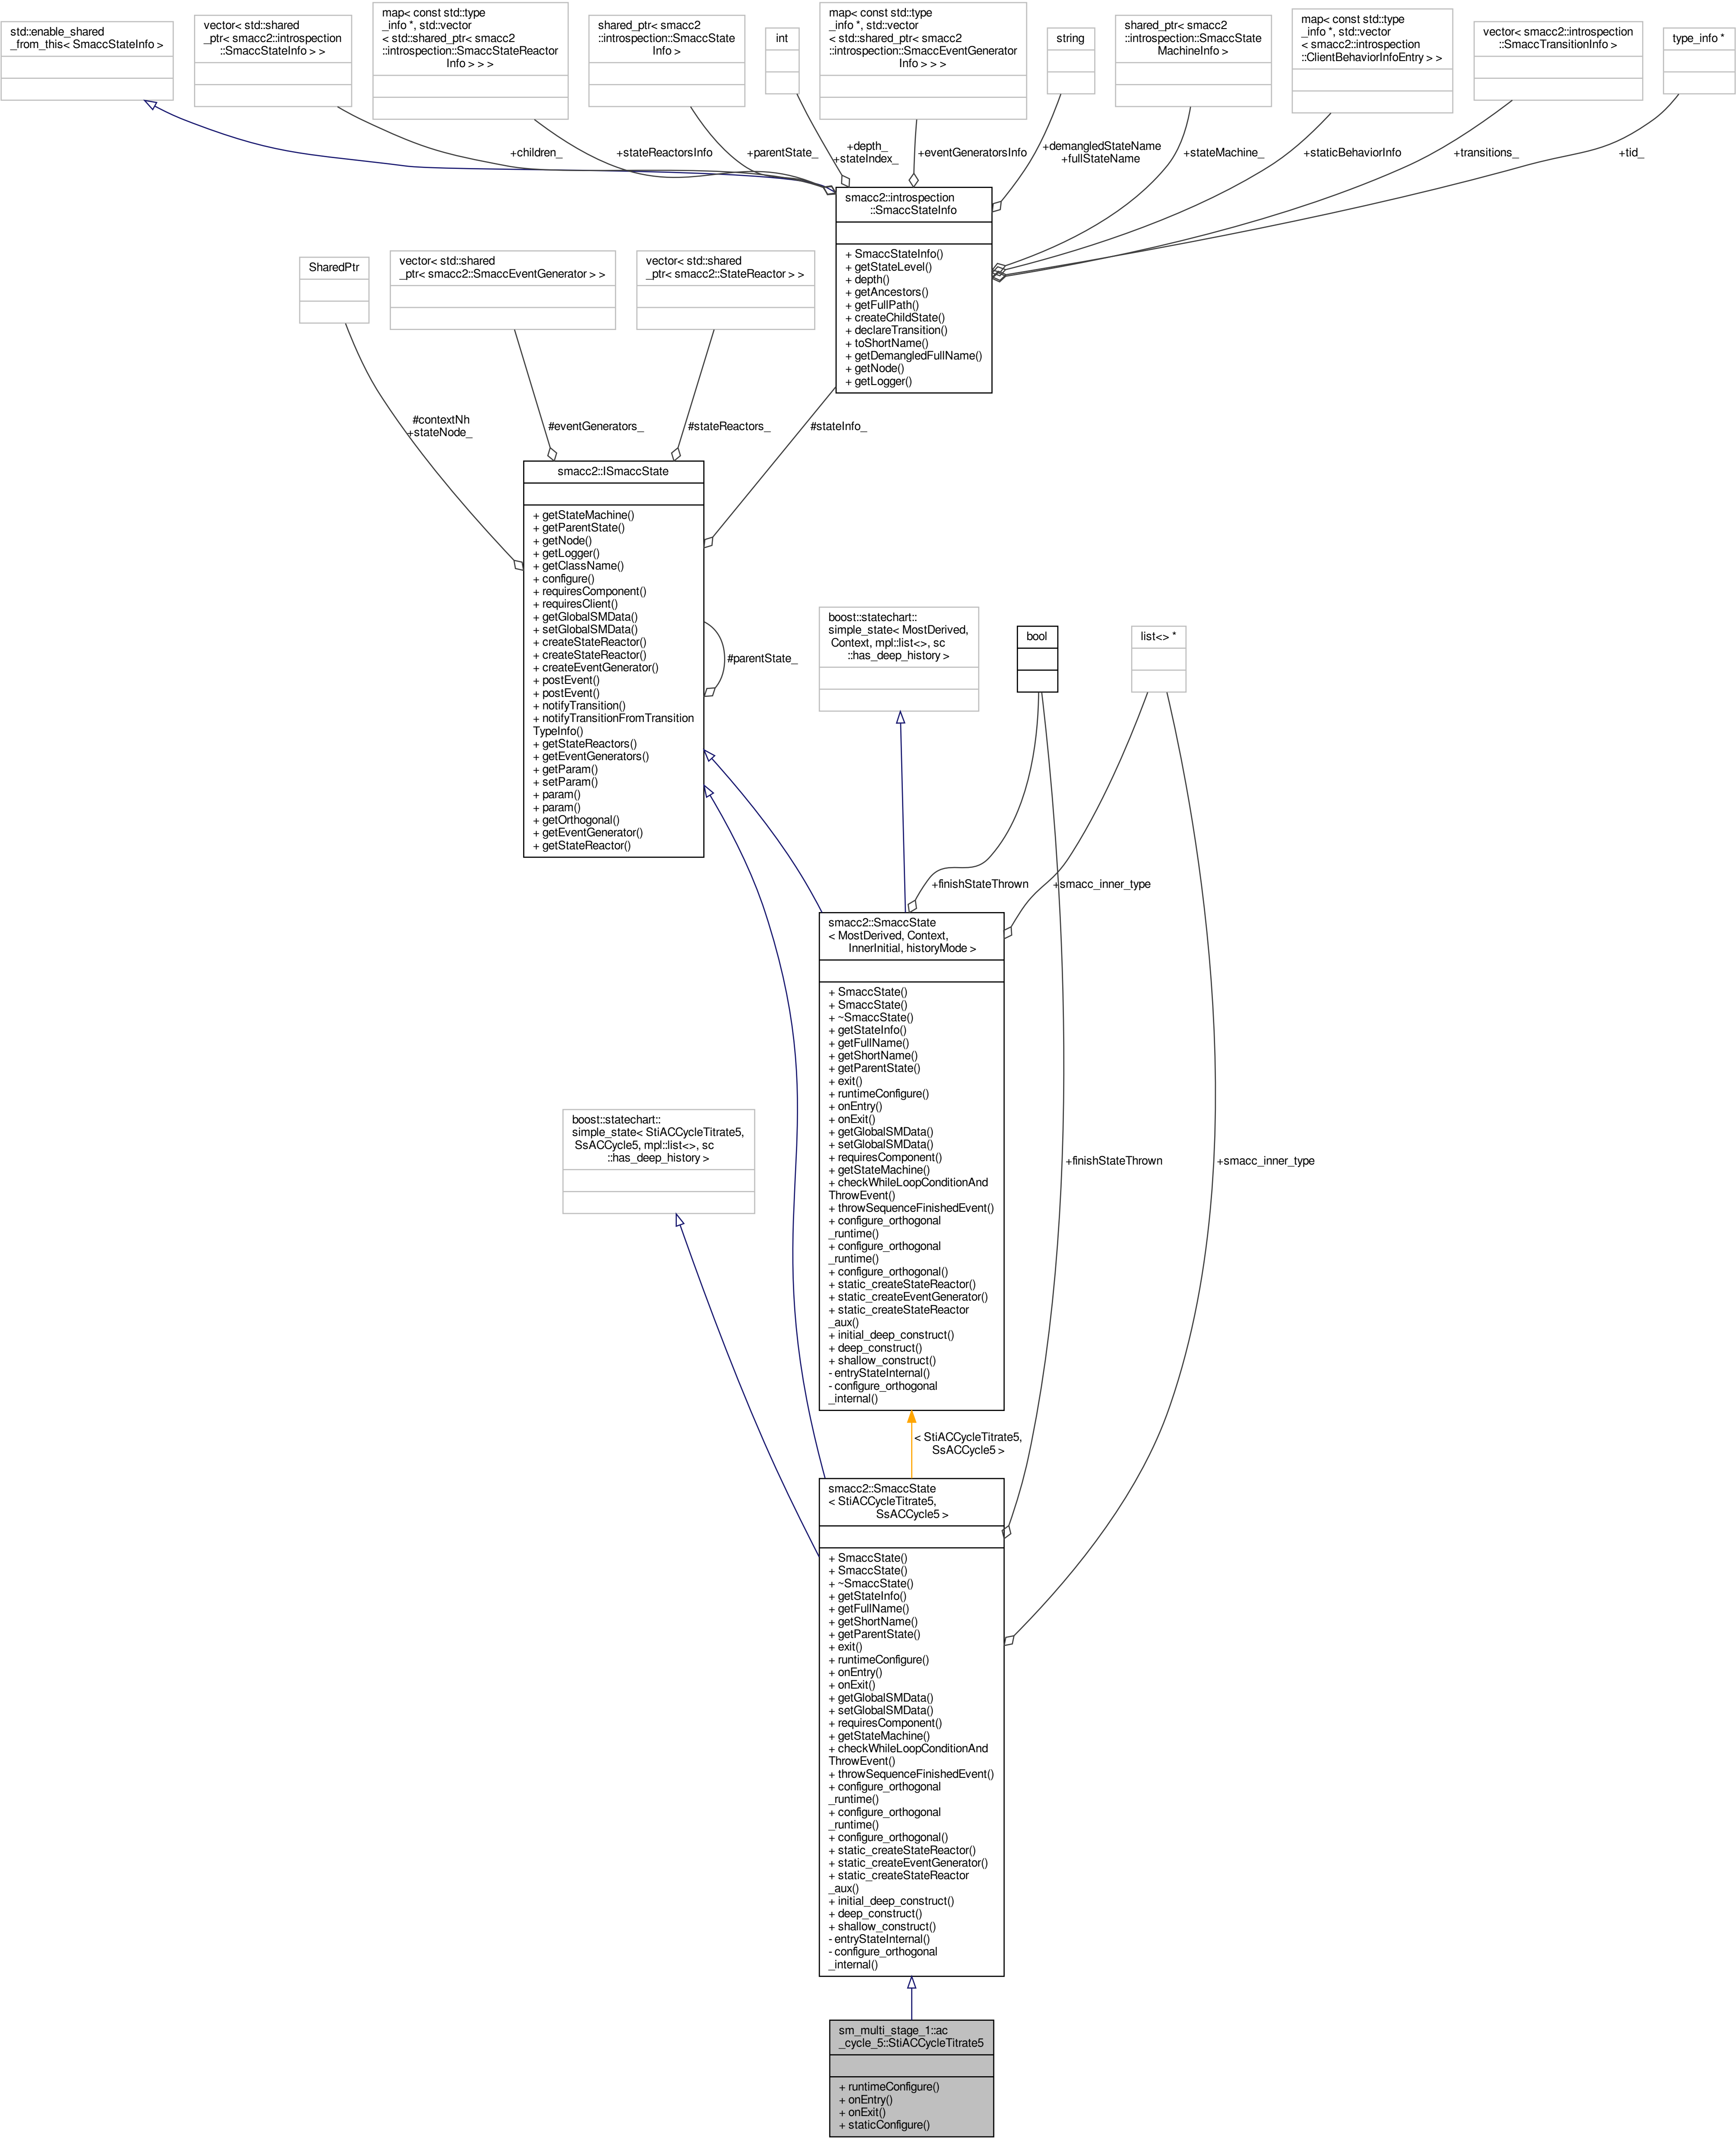 std::enable_shared
_from_this< SmaccStateInfo >
vector< std::shared
_ptr< smacc2::introspection
::SmaccStateInfo > >
map< const std::type
_info *, std::vector
< std::shared_ptr< smacc2
::introspection::SmaccStateReactor
Info > > >
shared_ptr< smacc2
::introspection::SmaccState
Info >
int
map< const std::type
_info *, std::vector
< std::shared_ptr< smacc2
::introspection::SmaccEventGenerator
Info > > >
string
shared_ptr< smacc2
::introspection::SmaccState
MachineInfo >
map< const std::type
_info *, std::vector
< smacc2::introspection
::ClientBehaviorInfoEntry > >
vector< smacc2::introspection
::SmaccTransitionInfo >
type_info *
+children_
+stateReactorsInfo
+parentState_
+depth_
+stateIndex_
+eventGeneratorsInfo
+demangledStateName
+fullStateName
+stateMachine_
+staticBehaviorInfo
+transitions_
+tid_
smacc2::introspection
::SmaccStateInfo
+ SmaccStateInfo()
+ getStateLevel()
+ depth()
+ getAncestors()
+ getFullPath()
+ createChildState()
+ declareTransition()
+ toShortName()
+ getDemangledFullName()
+ getNode()
+ getLogger()
SharedPtr
vector< std::shared
_ptr< smacc2::SmaccEventGenerator > >
vector< std::shared
_ptr< smacc2::StateReactor > >
#contextNh
+stateNode_
#eventGenerators_
#stateReactors_
#stateInfo_
smacc2::ISmaccState
+ getStateMachine()
+ getParentState()
+ getNode()
+ getLogger()
+ getClassName()
+ configure()
+ requiresComponent()
+ requiresClient()
+ getGlobalSMData()
+ setGlobalSMData()
+ createStateReactor()
+ createStateReactor()
+ createEventGenerator()
+ postEvent()
+ postEvent()
+ notifyTransition()
+ notifyTransitionFromTransition
TypeInfo()
+ getStateReactors()
+ getEventGenerators()
+ getParam()
+ setParam()
+ param()
+ param()
+ getOrthogonal()
+ getEventGenerator()
+ getStateReactor()
#parentState_
boost::statechart::
simple_state< MostDerived,
Context, mpl::list<>, sc
::has_deep_history >
bool
list<> *
+finishStateThrown
+smacc_inner_type
smacc2::SmaccState
< MostDerived, Context,
InnerInitial, historyMode >
+ SmaccState()
+ SmaccState()
+ ~SmaccState()
+ getStateInfo()
+ getFullName()
+ getShortName()
+ getParentState()
+ exit()
+ runtimeConfigure()
+ onEntry()
+ onExit()
+ getGlobalSMData()
+ setGlobalSMData()
+ requiresComponent()
+ getStateMachine()
+ checkWhileLoopConditionAnd
ThrowEvent()
+ throwSequenceFinishedEvent()
+ configure_orthogonal
_runtime()
+ configure_orthogonal
_runtime()
+ configure_orthogonal()
+ static_createStateReactor()
+ static_createEventGenerator()
+ static_createStateReactor
_aux()
+ initial_deep_construct()
+ deep_construct()
+ shallow_construct()
- entryStateInternal()
- configure_orthogonal
_internal()
boost::statechart::
simple_state< StiACCycleTitrate5,
SsACCycle5, mpl::list<>, sc
::has_deep_history >
+finishStateThrown
+smacc_inner_type
< StiACCycleTitrate5,
SsACCycle5 >
smacc2::SmaccState
< StiACCycleTitrate5,
SsACCycle5 >
+ SmaccState()
+ SmaccState()
+ ~SmaccState()
+ getStateInfo()
+ getFullName()
+ getShortName()
+ getParentState()
+ exit()
+ runtimeConfigure()
+ onEntry()
+ onExit()
+ getGlobalSMData()
+ setGlobalSMData()
+ requiresComponent()
+ getStateMachine()
+ checkWhileLoopConditionAnd
ThrowEvent()
+ throwSequenceFinishedEvent()
+ configure_orthogonal
_runtime()
+ configure_orthogonal
_runtime()
+ configure_orthogonal()
+ static_createStateReactor()
+ static_createEventGenerator()
+ static_createStateReactor
_aux()
+ initial_deep_construct()
+ deep_construct()
+ shallow_construct()
- entryStateInternal()
- configure_orthogonal
_internal()
sm_multi_stage_1::ac
_cycle_5::StiACCycleTitrate5
+ runtimeConfigure()
+ onEntry()
+ onExit()
+ staticConfigure()